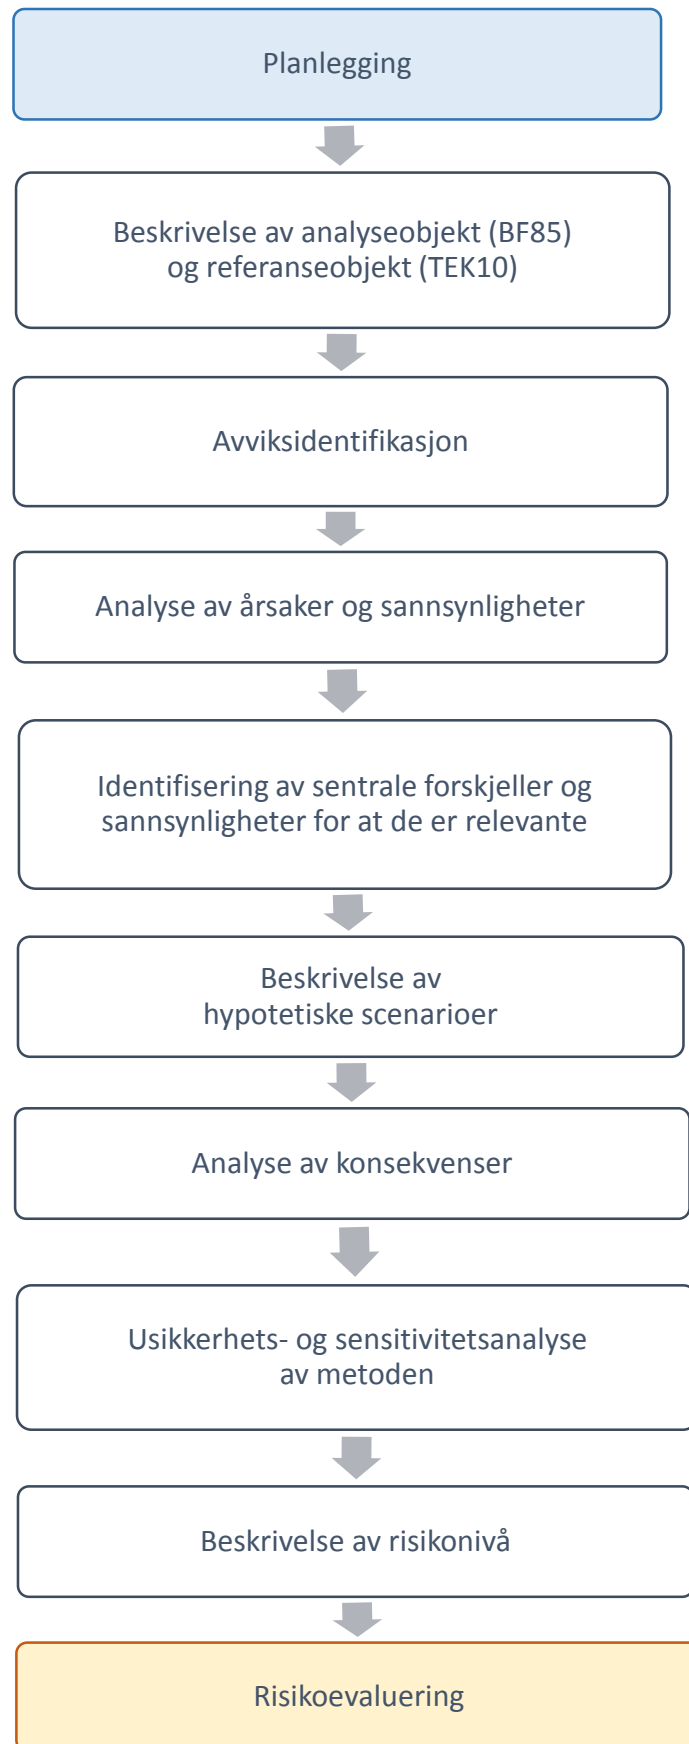 Planlegging
Beskrivelse av analyseobjekt (BF85)
og referanseobjekt (TEK10)
Avviksidentifikasjon
Analyse av årsaker og sannsynligheter
Identifisering av sentrale forskjeller og
sannsynligheter for at de er relevante
Beskrivelse av
hypotetiske scenarioer
Analyse av konsekvenser
Usikkerhets- og sensitivitetsanalyse
av metoden
Beskrivelse av risikonivå
Risikoevaluering